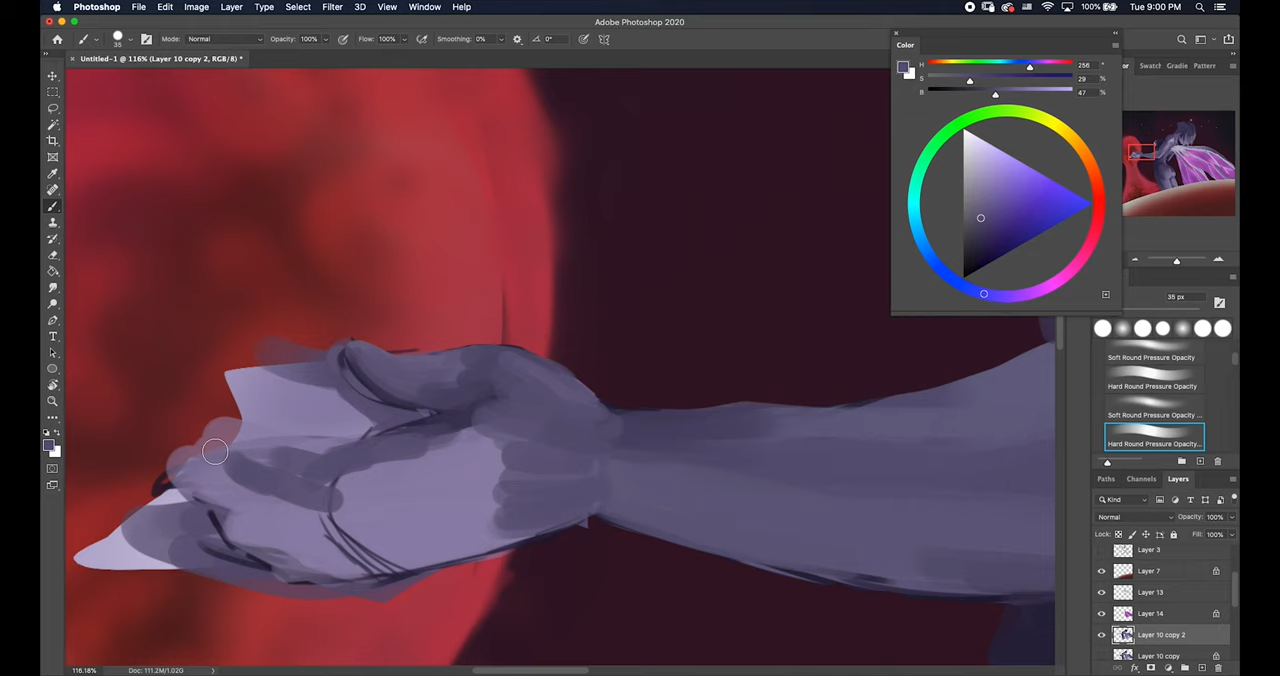 Photoshop File Edit Image Layer Type Select Filter 3D View Window Help 100% Tue 9:00 PM
Adobe Photoshop 2020
35 Mode: Normal Opacity: 100% Flow: 100% Smoothing: 0% 0°
× Untitled-1 @ 116% (Layer 10 copy 2, RGB/8) *
Color
H 256 °
S 29 %
B 47 %
Swatch Gradie Pattern
35 px
Soft Round Pressure Opacity
Hard Round Pressure Opacity
Soft Round Pressure Opacity ...
Hard Round Pressure Opacity...
Paths Channels Layers
Kind
Normal Opacity: 100%
Lock: Fill: 100%
Layer 3
Layer 7
Layer 13
Layer 14
Layer 10 copy 2
Layer 10 copy
116.18% Doc: 111.2M/1.02G